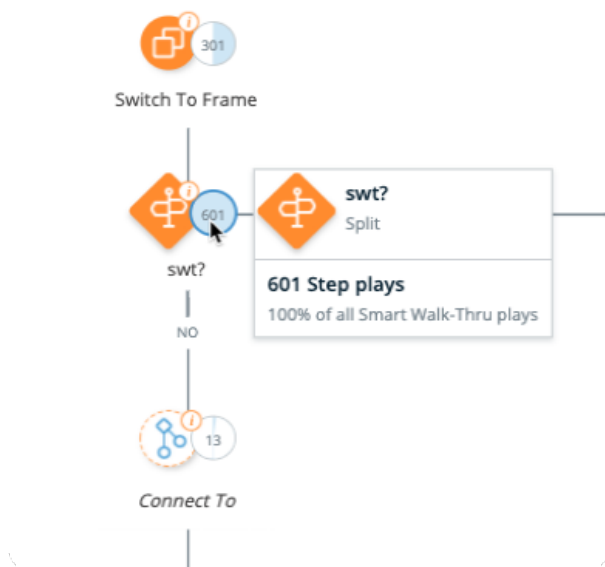 i
301
Switch To Frame
i
601
swt?
Split
swt?
601 Step plays
100% of all Smart Walk-Thru plays
NO
i
13
Connect To